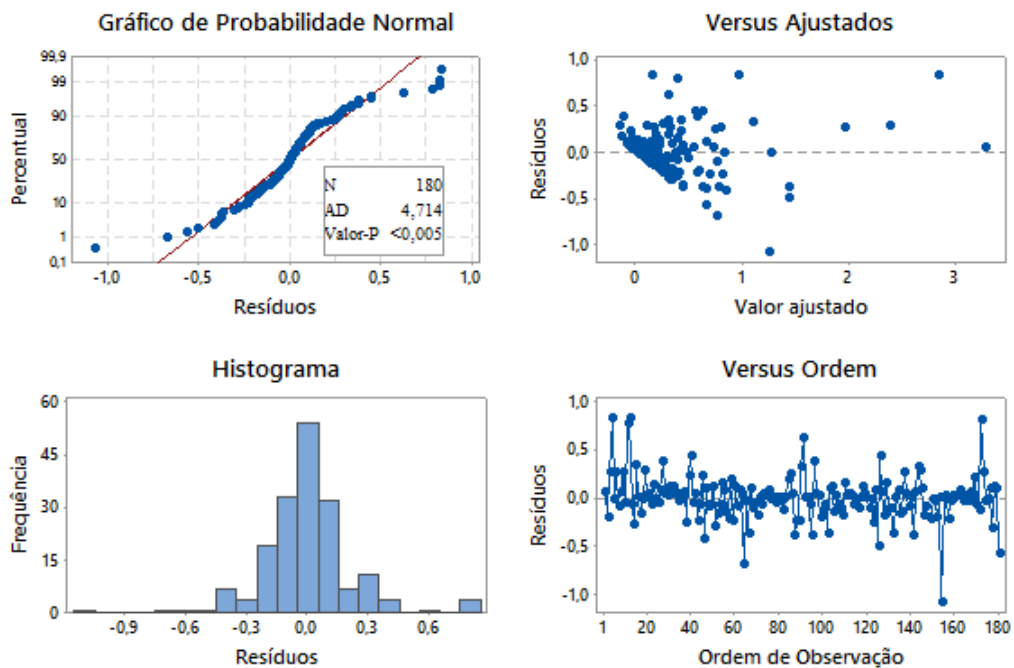 Gráfico de Probabilidade Normal
99,9
99
90
50
10
1
0,1
Percentual
N 180
AD 4,714
Valor-P <0,005
-1,0 -0,5 0,0 0,5 1,0
Resíduos
Versus Ajustados
1,0
0,5
0,0
-0,5
-1,0
Resíduos
0 1 2 3
Valor ajustado
Histograma
60
45
30
15
0
Frequência
-0,9 -0,6 -0,3 0,0 0,3 0,6
Resíduos
Versus Ordem
1,0
0,5
0,0
-0,5
-1,0
Resíduos
1 20 40 60 80 100 120 140 160 180
Ordem de Observação